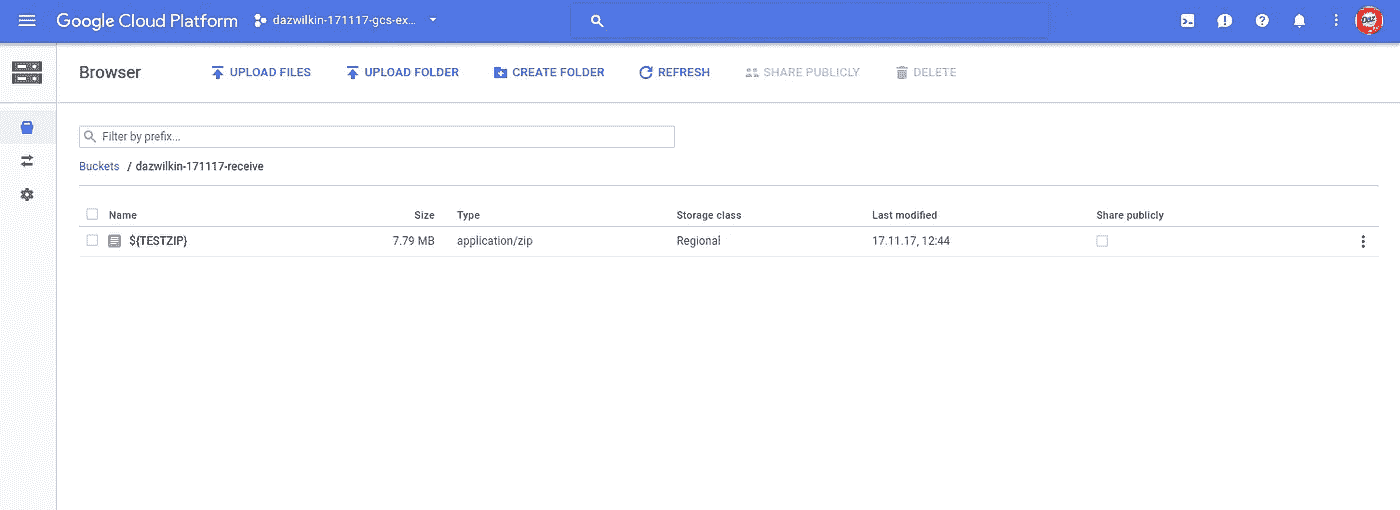 Google Cloud Platform dazwilkin-171117-gcs-ex...
Browser UPLOAD FILES UPLOAD FOLDER CREATE FOLDER REFRESH SHARE PUBLICLY DELETE
Filter by prefix...
Buckets / dazwilkin-171117-receive
Name Size Type Storage class Last modified Share publicly
${TESTZIP} 7.79 MB application/zip Regional 17.11.17, 12:44